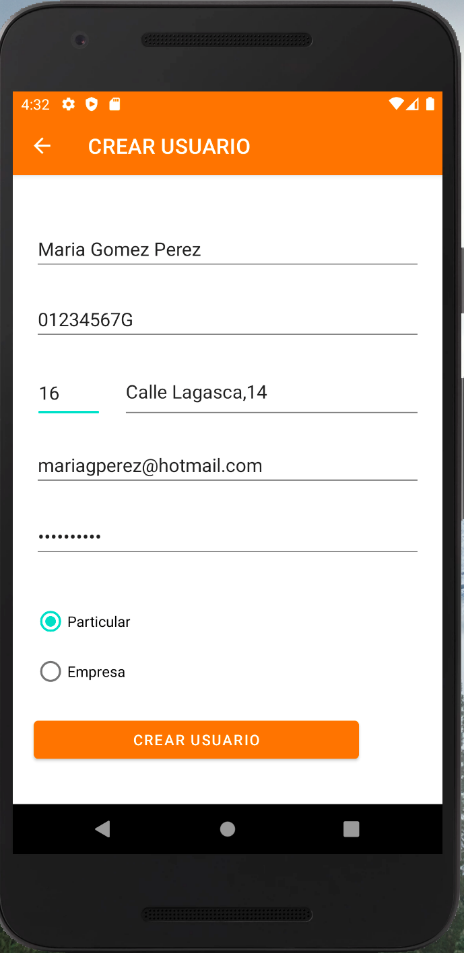 4:32
CREAR USUARIO
Maria Gomez Perez
01234567G
16 Calle Lagasca,14
mariagperez@hotmail.com
••••••••••
Particular
Empresa
CREAR USUARIO